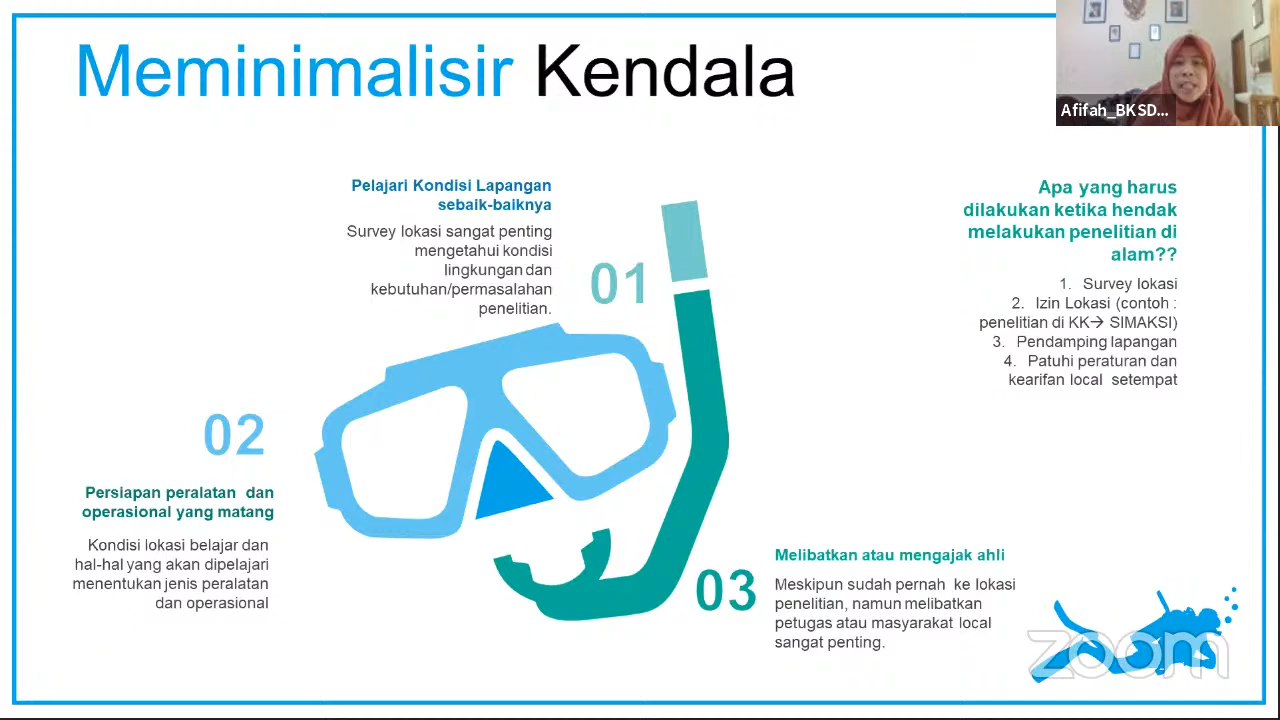 Meminimalisir Kendala
Afifah_BKSD...
Pelajari Kondisi Lapangan
sebaik-baiknya
Survey lokasi sangat penting
mengetahui kondisi
lingkungan dan
kebutuhan/permasalahan
penelitian.
01
02
Persiapan peralatan dan
operasional yang matang
Kondisi lokasi belajar dan
hal-hal yang akan dipelajari
menentukan jenis peralatan
dan operasional
03
Melibatkan atau mengajak ahli
Meskipun sudah pernah ke lokasi
penelitian, namun melibatkan
petugas atau masyarakat local
sangat penting.
Apa yang harus
dilakukan ketika hendak
melakukan penelitian di
alam??
1. Survey lokasi
2. Izin Lokasi (contoh :
penelitian di KK→ SIMAKSI)
3. Pendamping lapangan
4. Patuhi peraturan dan
kearifan local setempat
zoom